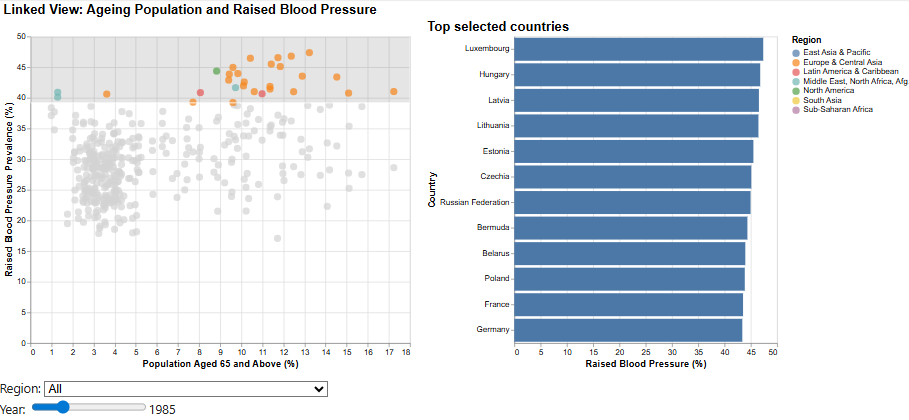 Linked View: Ageing Population and Raised Blood Pressure
Raised Blood Pressure Prevalence (%)
50
45
40
35
30
25
20
15
10
5
0
0 1 2 3 4 5 6 7 8 9 10 11 12 13 14 15 16 17 18
Population Aged 65 and Above (%)
Top selected countries
Country
Luxembourg
Hungary
Latvia
Lithuania
Estonia
Czechia
Russian Federation
Bermuda
Belarus
Poland
France
Germany
0 5 10 15 20 25 30 35 40 45 50
Raised Blood Pressure (%)
Region
East Asia & Pacific
Europe & Central Asia
Latin America & Caribbean
Middle East, North Africa, Afg
North America
South Asia
Sub-Saharan Africa
Region: All
Year: 1985